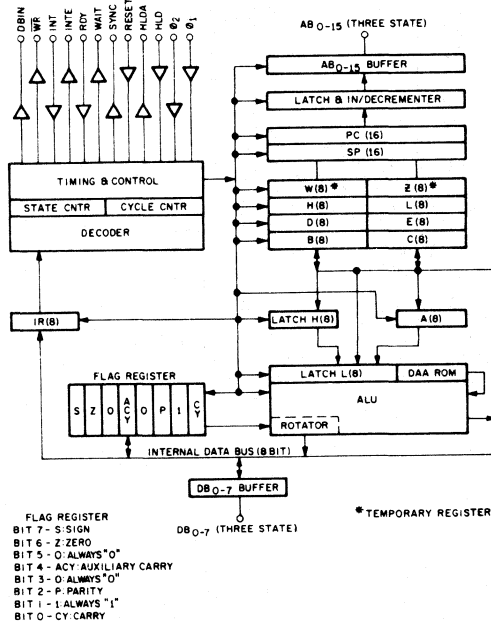 DBIN
WR
INT
INTE
RDY
WAIT
SYNC
RESET
HLDA
HLD
Ø2
Ø1
AB0-15 (THREE STATE)
AB0-15 BUFFER
LATCH & IN/DECREMENTER
PC (16)
SP (16)
TIMING & CONTROL
STATE CNTR
CYCLE CNTR
DECODER
W(8)*
Z(8)*
H(8)
L(8)
D(8)
E(8)
B(8)
C(8)
IR(8)
LATCH H(8)
A(8)
FLAG REGISTER
LATCH L(8)
DAA ROM
S
Z
0
ACY
0
P
1
CY
ALU
ROTATOR
INTERNAL DATA BUS (8 BIT)
DB0-7 BUFFER
DB0-7 (THREE STATE)
*TEMPORARY REGISTER
FLAG REGISTER
BIT 7 - S:SIGN
BIT 6 - Z:ZERO
BIT 5 - 0:ALWAYS "0"
BIT 4 - ACY:AUXILIARY CARRY
BIT 3 - 0:ALWAYS "0"
BIT 2 - P:PARITY
BIT 1 - 1:ALWAYS "1"
BIT 0 - CY:CARRY